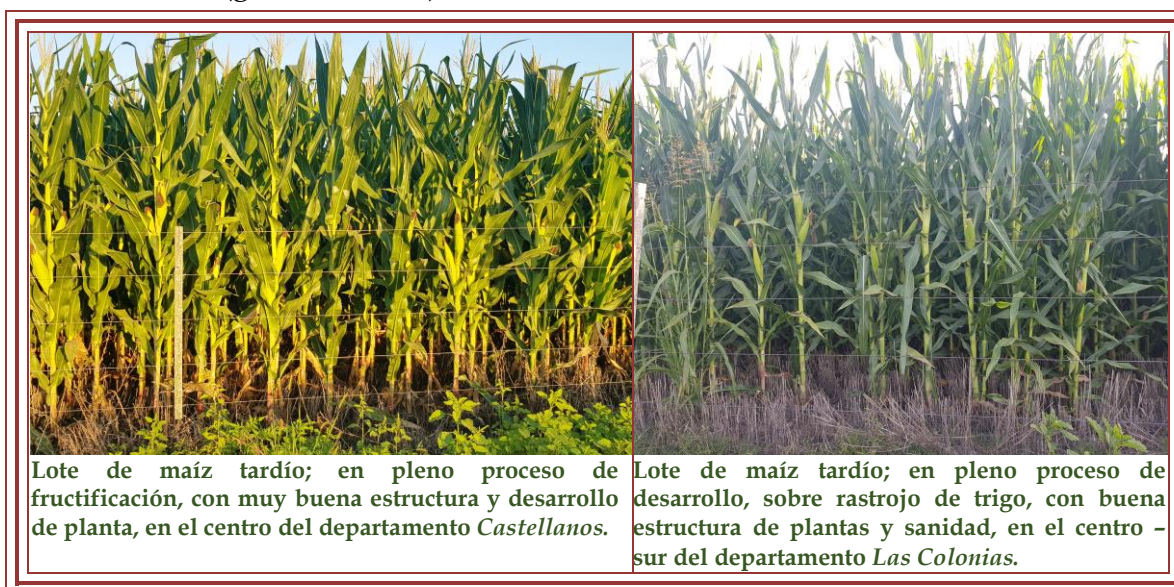 Lote de maíz tardío; en pleno proceso de
fructificación, con muy buena estructura y desarrollo
de planta, en el centro del departamento Castellanos.
Lote de maíz tardío; en pleno proceso de
desarrollo, sobre rastrojo de trigo, con buena
estructura de plantas y sanidad, en el centro –
sur del departamento Las Colonias.